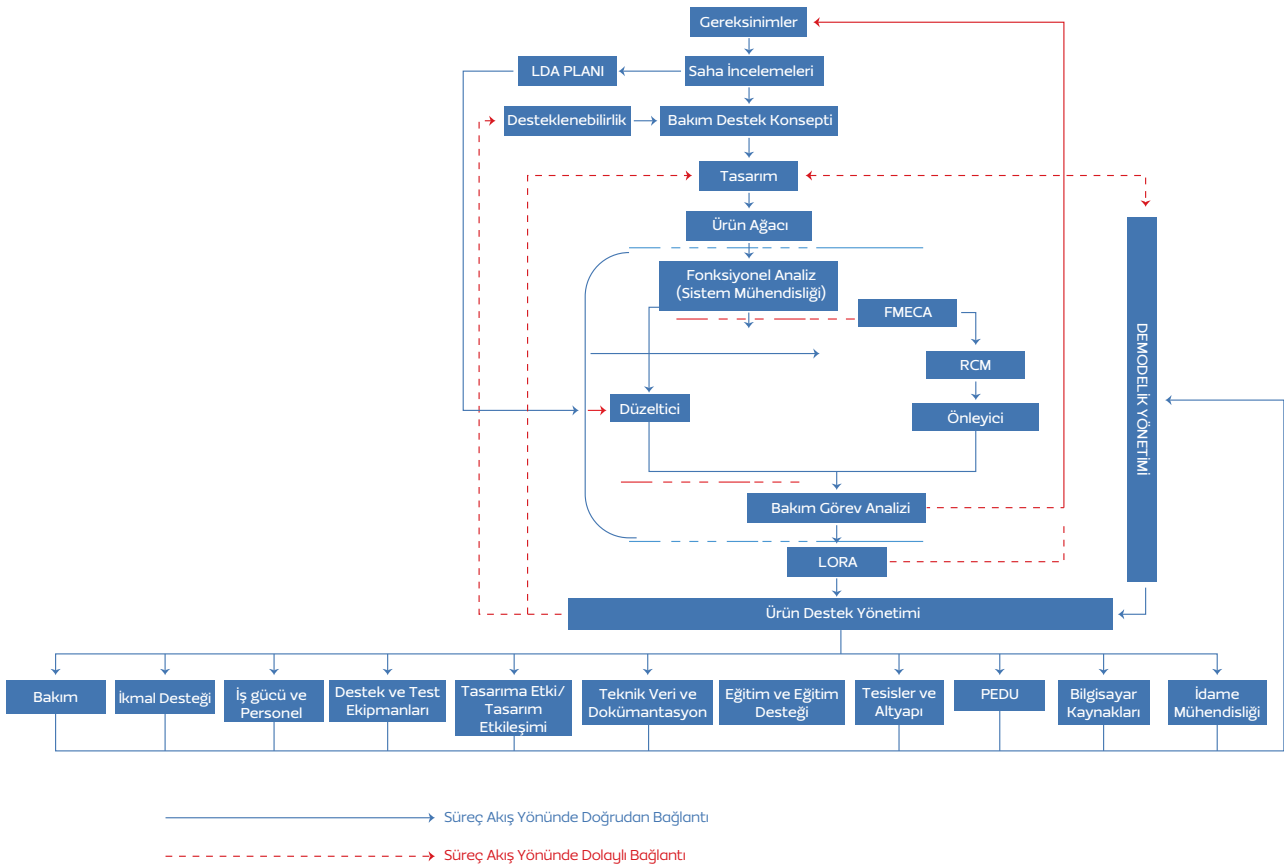 Gereksinimler
LDA PLANI
Saha İncelemeleri
Desteklenebilirlik
Bakım Destek Konsepti
Tasarım
Ürün Ağacı
Fonksiyonel Analiz
(Sistem Mühendisliği)
FMECA
RCM
Düzeltici
Önleyici
DEMODELİK YÖNETİMİ
Bakım Görev Analizi
LORA
Ürün Destek Yönetimi
Bakım
İkmal Desteği
İş gücü ve
Personel
Destek ve Test
Ekipmanları
Tasarıma Etki/
Tasarım
Etkileşimi
Teknik Veri ve
Dokümantasyon
Eğitim ve Eğitim
Desteği
Tesisler ve
Altyapı
PEDU
Bilgisayar
Kaynakları
İdame
Mühendisliği
Süreç Akış Yönünde Doğrudan Bağlantı
Süreç Akış Yönünde Dolaylı Bağlantı